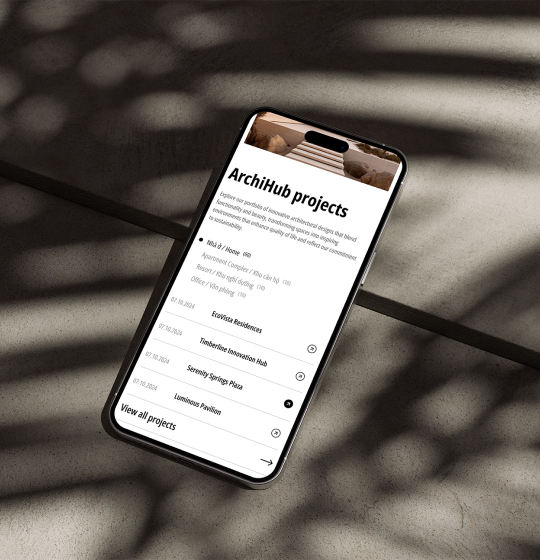 ArchiHub projects
Explore our portfolio of innovative architectural designs that blend
functionality and beauty, transforming spaces into inspiring
environments that enhance quality of life and reflect our commitment
to sustainability.
Nhà ở / Home (60)
Apartment Complex / Khu căn hộ (10)
Resort / Khu nghỉ dưỡng (10)
Office / Văn phòng (10)
07.10.2024 EcoVista Residences
07.10.2024 Timberline Innovation Hub
07.10.2024 Serenity Springs Plaza
07.10.2024 Luminous Pavilion
View all projects